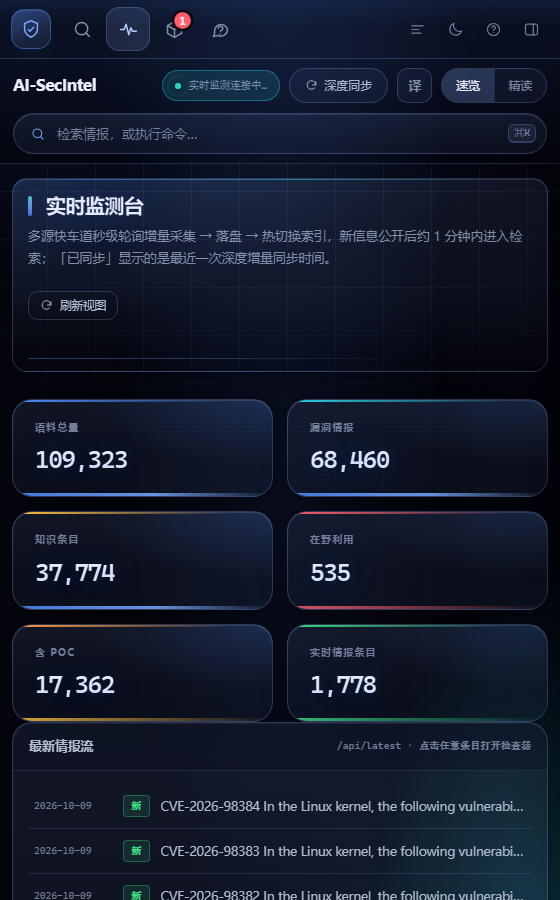 1
AI-SecIntel
实时监测连接中…
深度同步
译
速览
精读
检索情报，或执行命令…
⌘K
实时监测台
多源快车道秒级轮询增量采集 → 落盘 → 热切换索引，新信息公开后约 1 分钟内进入检
索；「已同步」显示的是最近一次深度增量同步时间。
刷新视图
语料总量
109,323
漏洞情报
68,460
知识条目
37,774
在野利用
535
含 POC
17,362
实时情报条目
1,778
最新情报流
/api/latest · 点击任意条目打开检查器
2026-10-09 新 CVE-2026-98384 In the Linux kernel, the following vulnerabi...
2026-10-09 新 CVE-2026-98383 In the Linux kernel, the following vulnerabi...
2026-10-09 新 CVE-2026-98382 In the Linux kernel, the following vulnerabi...